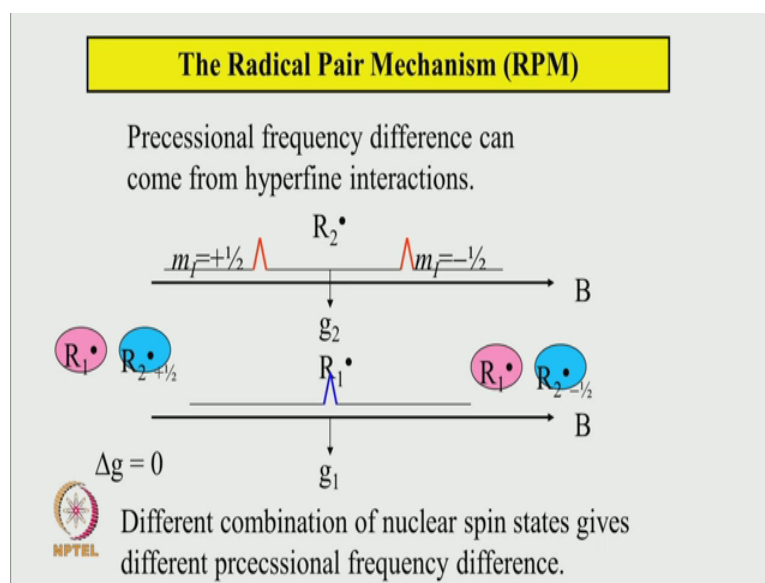 The Radical Pair Mechanism (RPM)
Precessional frequency difference can
come from hyperfine interactions.
R₂•
mI=+½
mI=−½
B
g₂
R₁•
R₂•+½
R₁•
R₁•
R₂•−½
B
Δg = 0
g₁
Different combination of nuclear spin states gives
different prcecssional frequency difference.
NPTEL